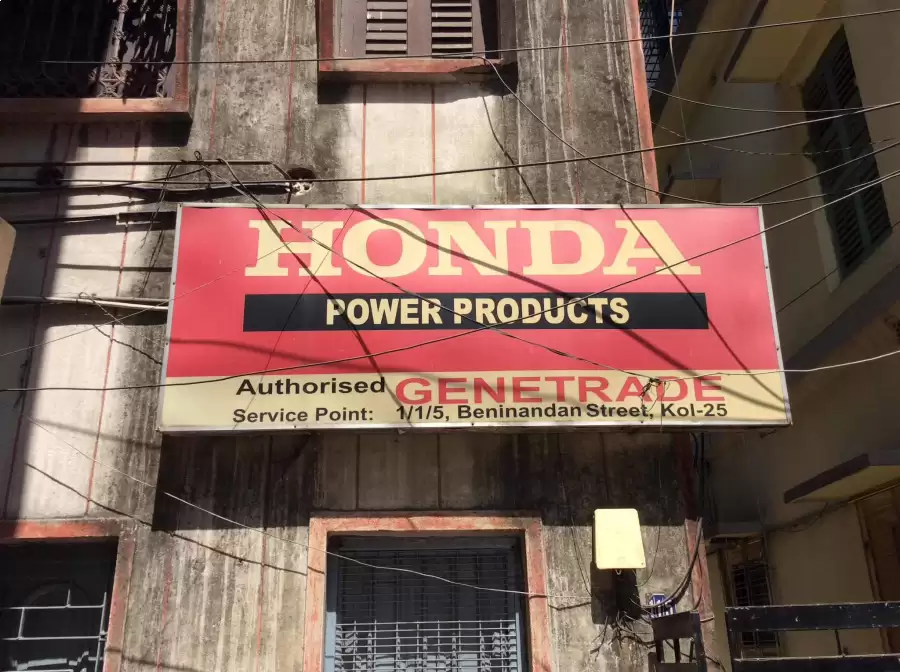 HONDA
POWER PRODUCTS
Authorised GENETRADE
Service Point: 1/1/5, Beninandan Street, Kol-25